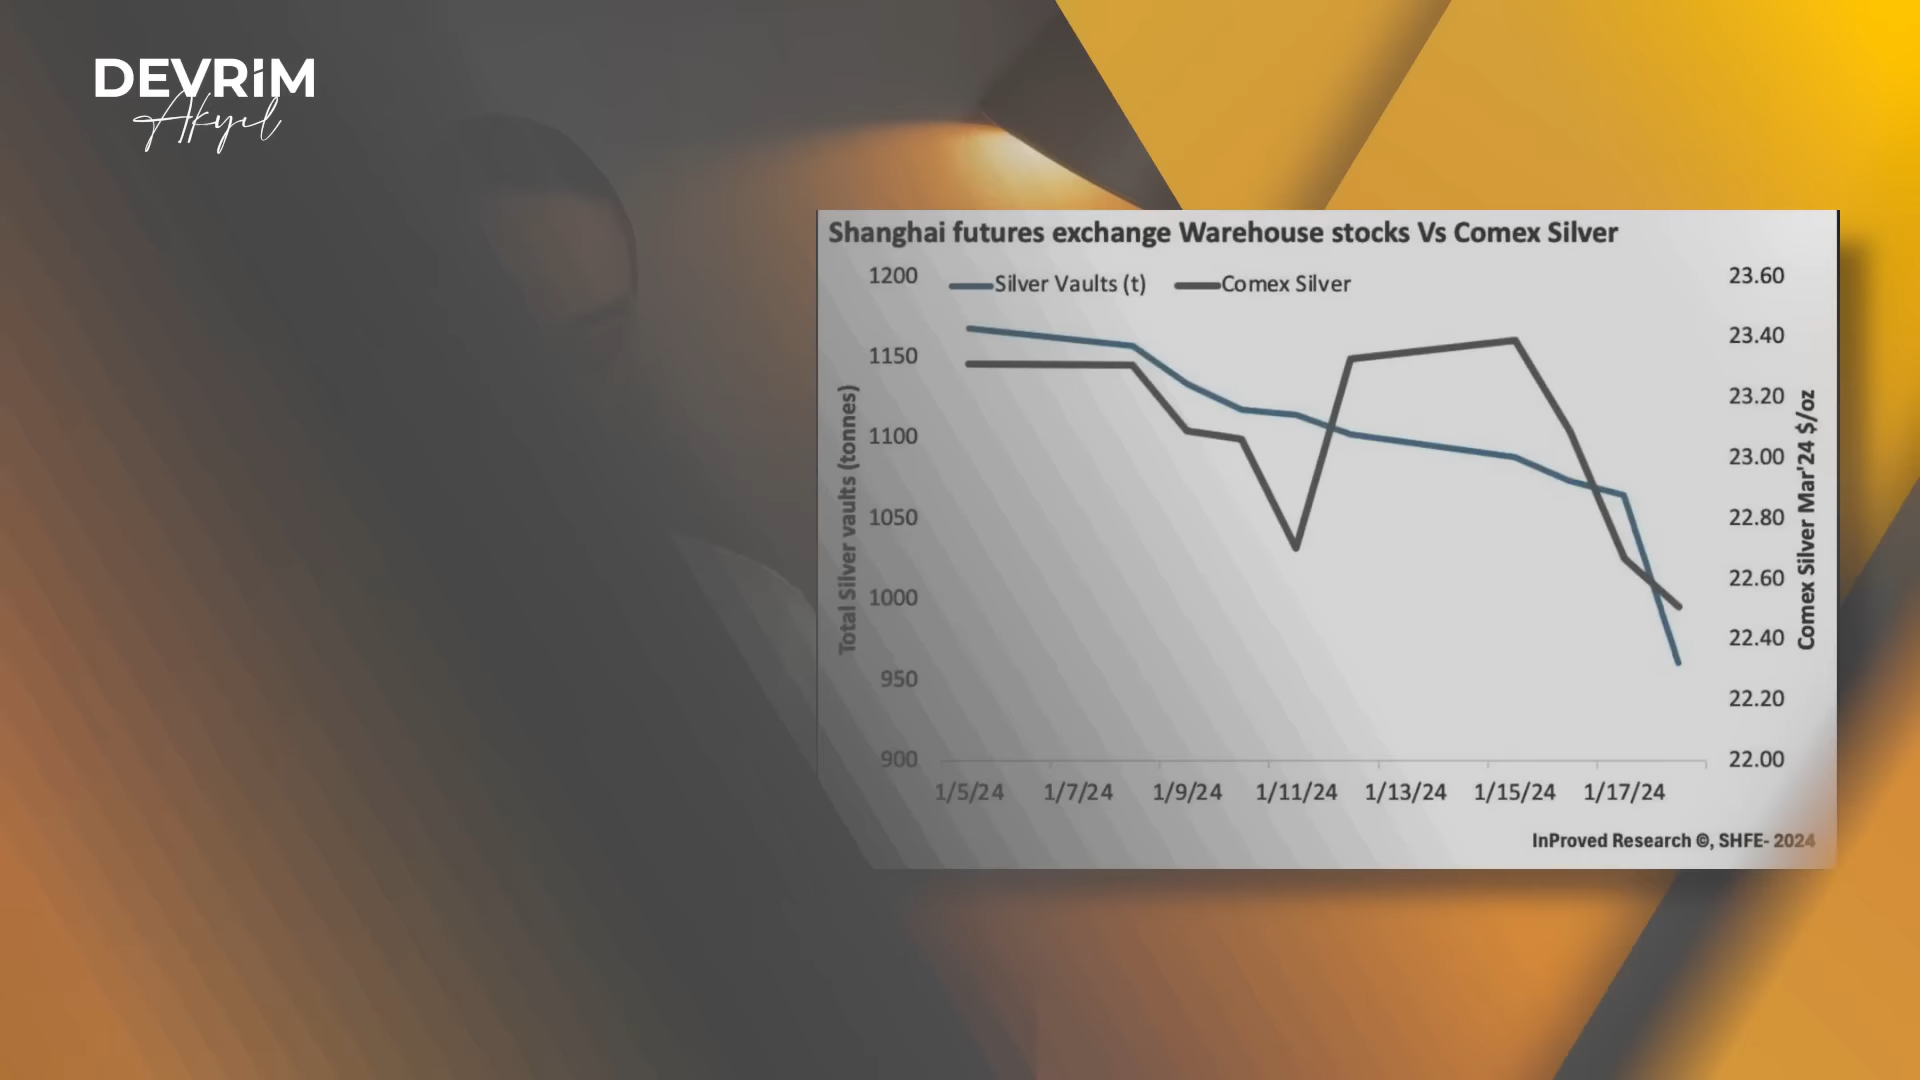 DEVRİM
Akyıl
Shanghai futures exchange Warehouse stocks Vs Comex Silver
Silver Vaults (t)
Comex Silver
1200
1150
1100
1050
1000
950
900
Total Silver vaults (tonnes)
23.60
23.40
23.20
23.00
22.80
22.60
22.40
22.20
22.00
Comex Silver Mar'24 $/oz
1/5/24 1/7/24 1/9/24 1/11/24 1/13/24 1/15/24 1/17/24
InProved Research ©, SHFE- 2024